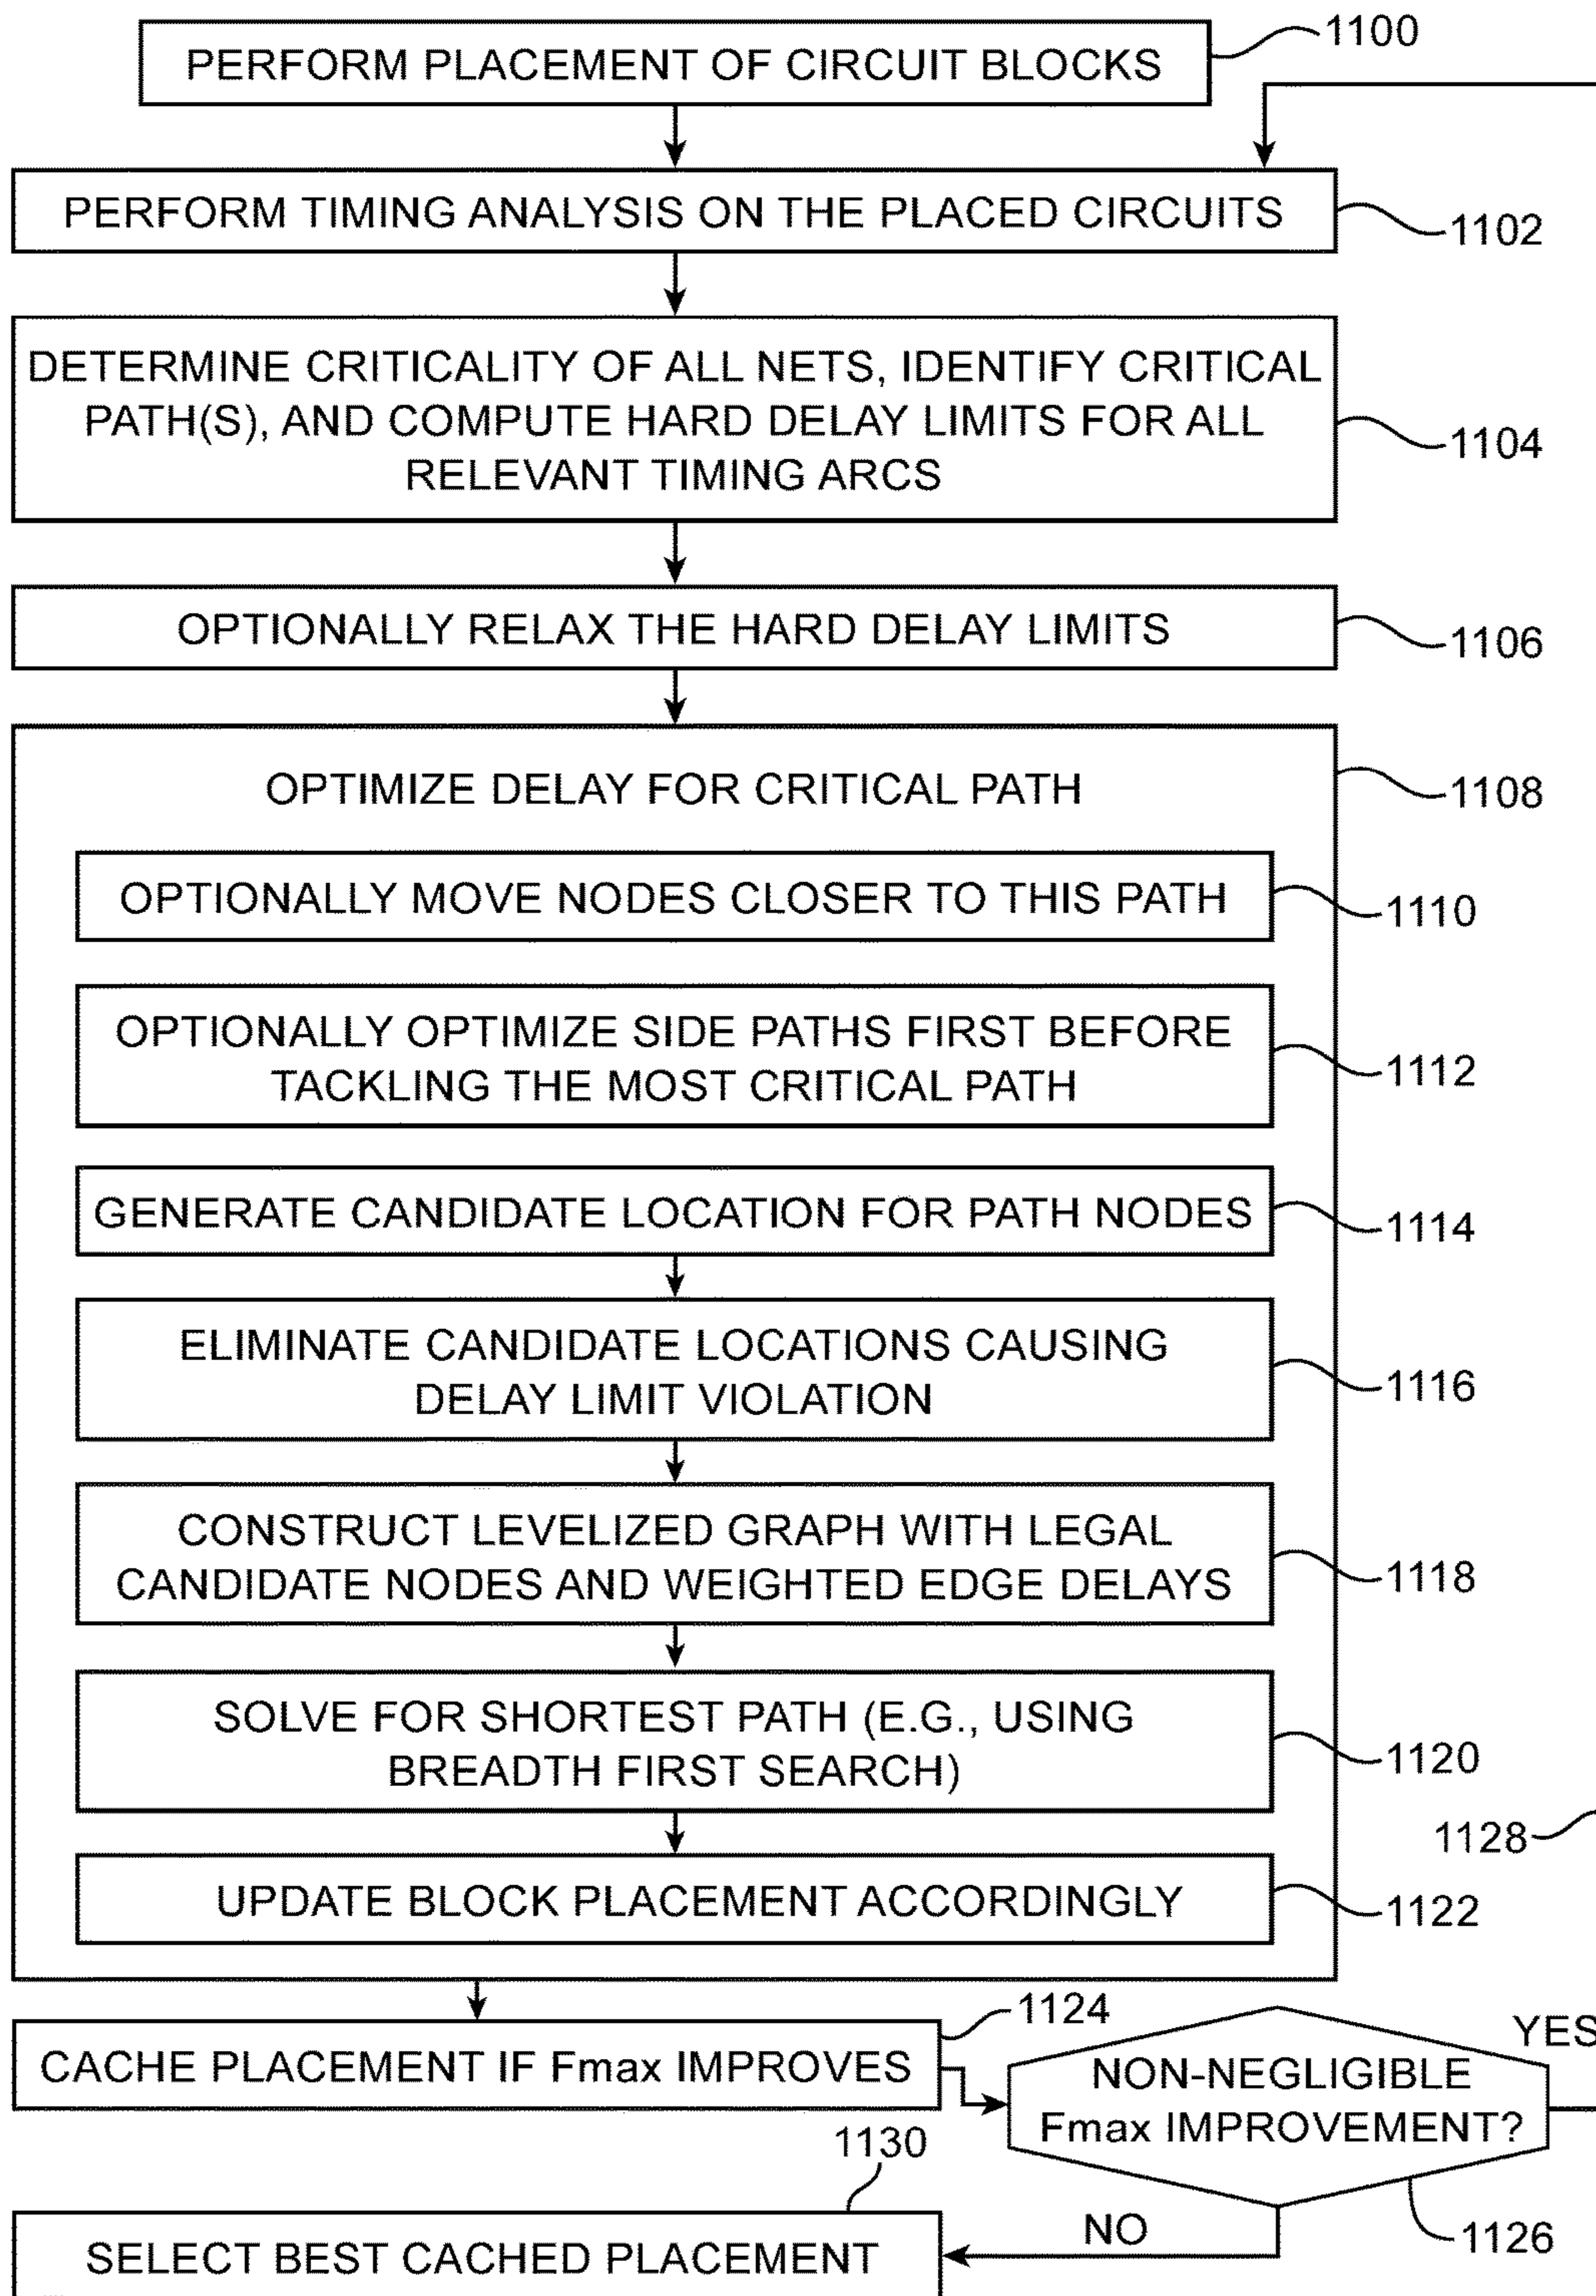 PERFORM PLACEMENT OF CIRCUIT BLOCKS
1100
PERFORM TIMING ANALYSIS ON THE PLACED CIRCUITS
1102
DETERMINE CRITICALITY OF ALL NETS, IDENTIFY CRITICAL
PATH(S), AND COMPUTE HARD DELAY LIMITS FOR ALL
RELEVANT TIMING ARCS
1104
OPTIONALLY RELAX THE HARD DELAY LIMITS
1106
OPTIMIZE DELAY FOR CRITICAL PATH
1108
OPTIONALLY MOVE NODES CLOSER TO THIS PATH
1110
OPTIONALLY OPTIMIZE SIDE PATHS FIRST BEFORE
TACKLING THE MOST CRITICAL PATH
1112
GENERATE CANDIDATE LOCATION FOR PATH NODES
1114
ELIMINATE CANDIDATE LOCATIONS CAUSING
DELAY LIMIT VIOLATION
1116
CONSTRUCT LEVELIZED GRAPH WITH LEGAL
CANDIDATE NODES AND WEIGHTED EDGE DELAYS
1118
SOLVE FOR SHORTEST PATH (E.G., USING
BREADTH FIRST SEARCH)
1120
1128
UPDATE BLOCK PLACEMENT ACCORDINGLY
1122
CACHE PLACEMENT IF Fmax IMPROVES
1124
NON-NEGLIGIBLE
Fmax IMPROVEMENT?
YES
1126
NO
1130
SELECT BEST CACHED PLACEMENT